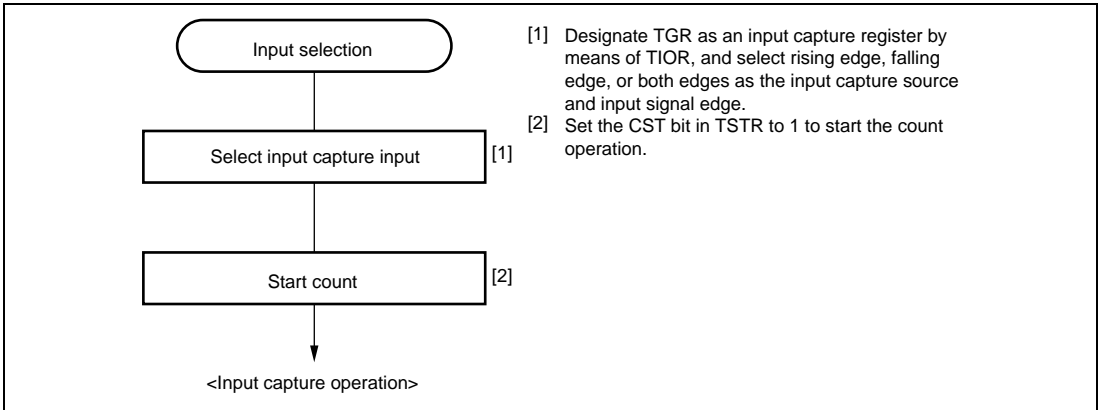 Input selection
Select input capture input
[1]
Start count
[2]
<Input capture operation>
[1] Designate TGR as an input capture register by
means of TIOR, and select rising edge, falling
edge, or both edges as the input capture source
and input signal edge.
[2] Set the CST bit in TSTR to 1 to start the count
operation.